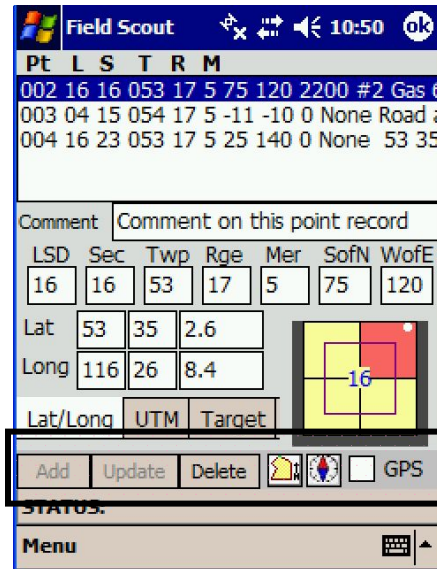 Field Scout 10:50 ok
Pt L S T R M
002 16 16 053 17 5 75 120 2200 #2 Gas 6
003 04 15 054 17 5 -11 -10 0 None Road a
004 16 23 053 17 5 25 140 0 None 53 35
Comment Comment on this point record
LSD Sec Twp Rge Mer SofN WofE
16 16 53 17 5 75 120
Lat 53 35 2.6
Long 116 26 8.4
16
Lat/Long UTM Target
Add Update Delete GPS
STATUS:
Menu